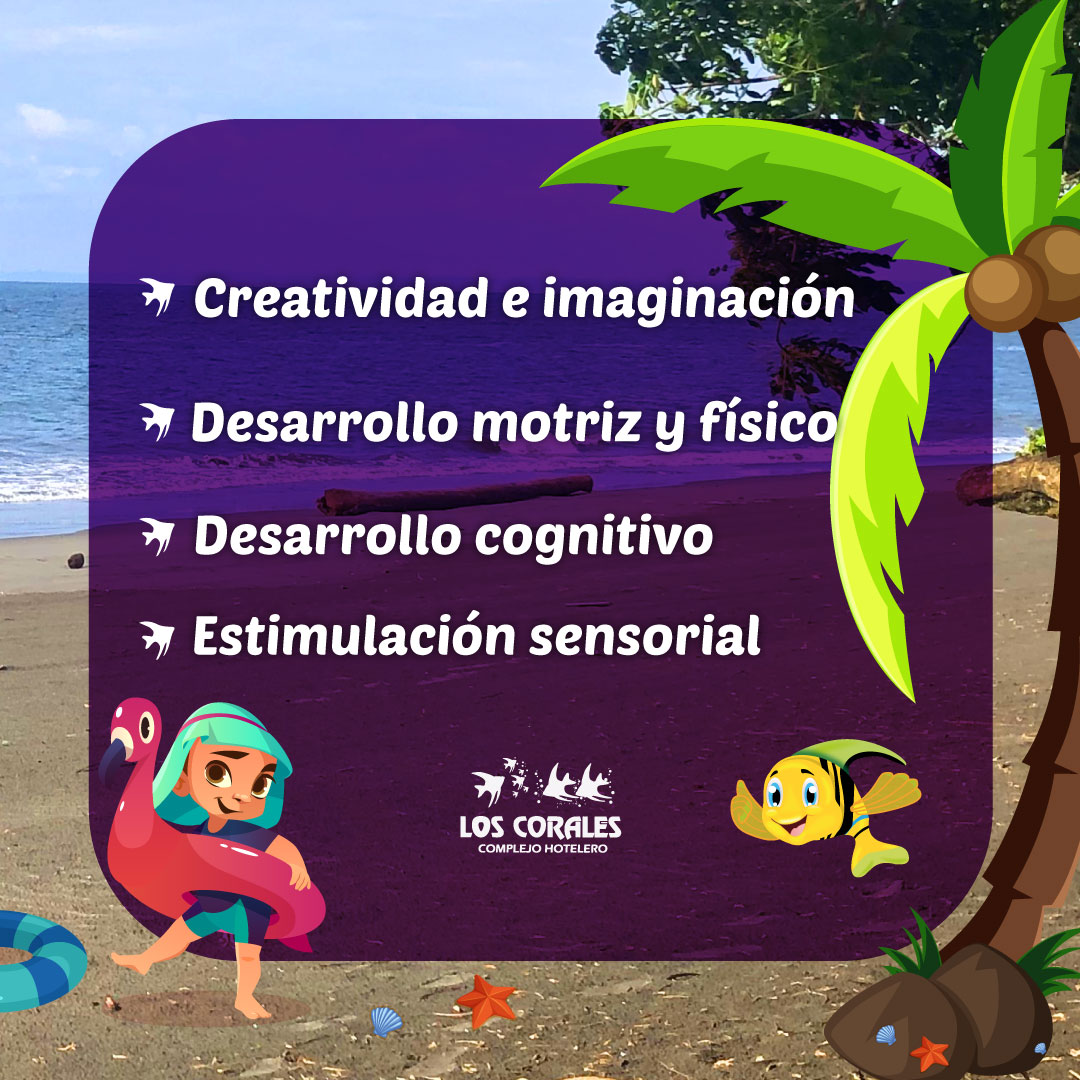 Creatividad e imaginación
Desarrollo motriz y físico
Desarrollo cognitivo
Estimulación sensorial
LOS CORALES
COMPLEJO HOTELERO